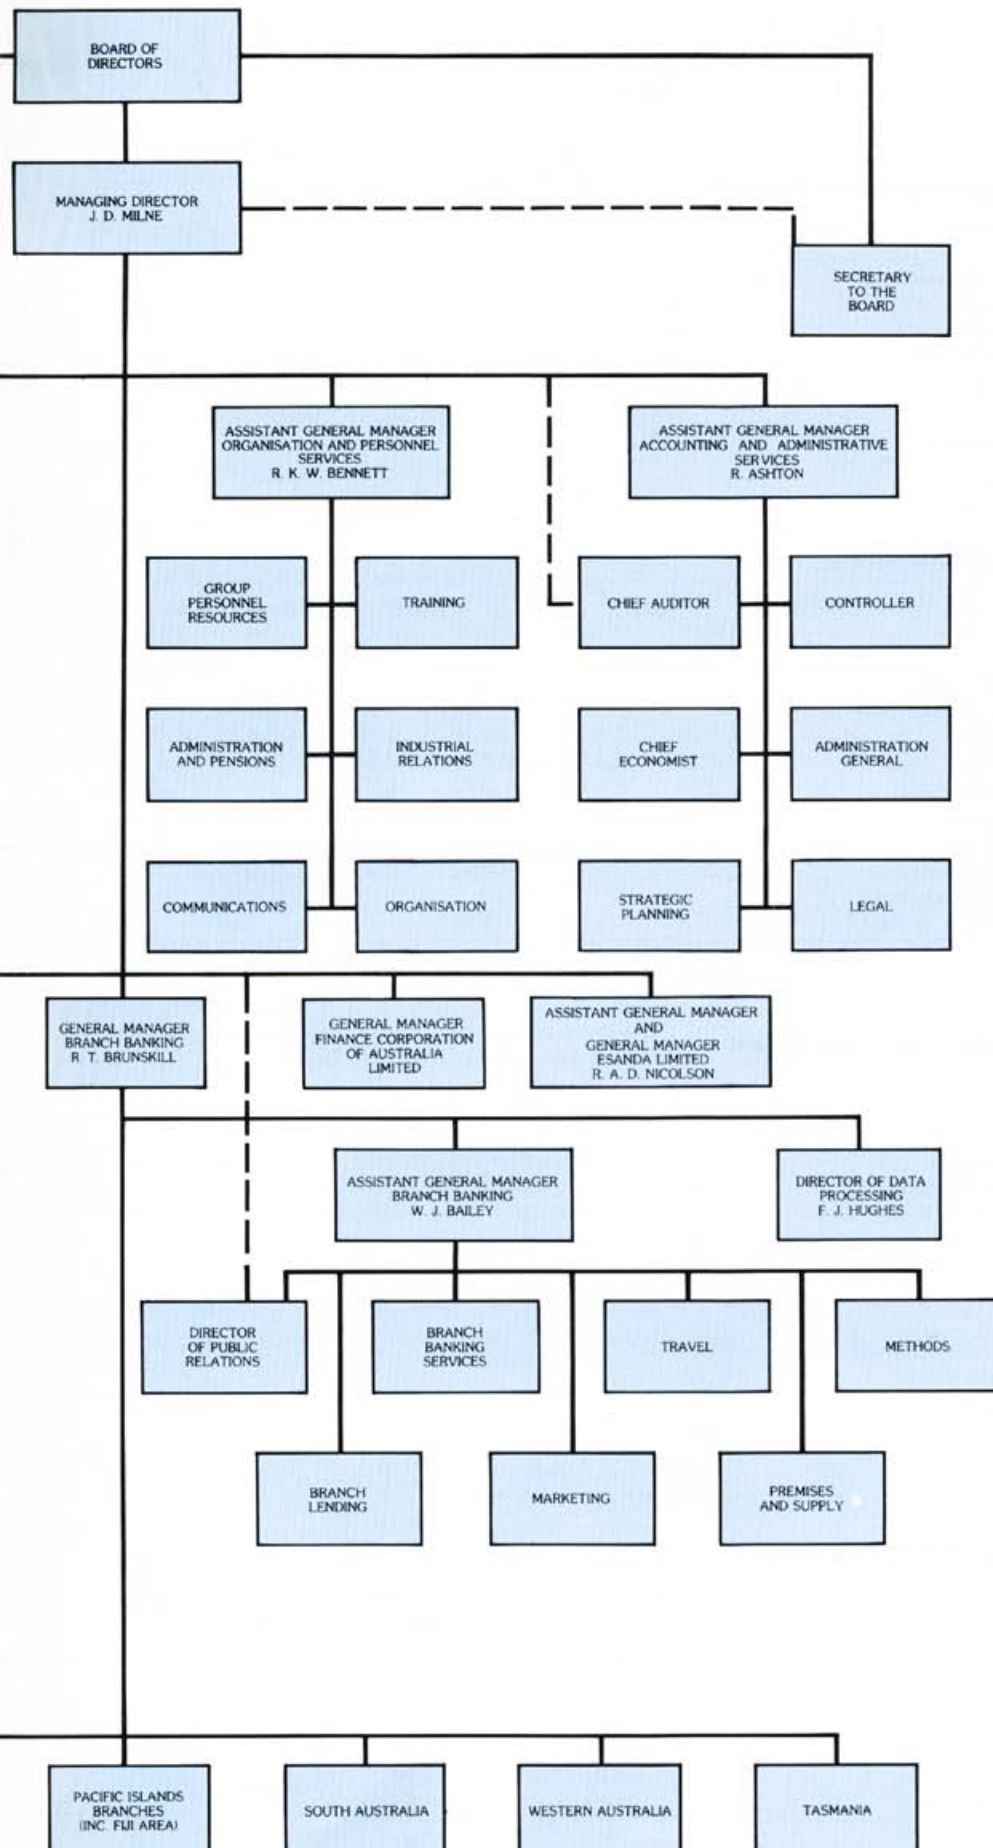 BOARD OF
DIRECTORS
MANAGING DIRECTOR
J. D. MILNE
SECRETARY
TO THE
BOARD
ASSISTANT GENERAL MANAGER
ORGANISATION AND PERSONNEL
SERVICES
R. K. W. BENNETT
ASSISTANT GENERAL MANAGER
ACCOUNTING AND ADMINISTRATIVE
SERVICES
R. ASHTON
GROUP
PERSONNEL
RESOURCES
TRAINING
CHIEF AUDITOR
CONTROLLER
ADMINISTRATION
AND PENSIONS
INDUSTRIAL
RELATIONS
CHIEF
ECONOMIST
ADMINISTRATION
GENERAL
COMMUNICATIONS
ORGANISATION
STRATEGIC
PLANNING
LEGAL
GENERAL MANAGER
BRANCH BANKING
R. T. BRUNSKILL
GENERAL MANAGER
FINANCE CORPORATION
OF AUSTRALIA
LIMITED
ASSISTANT GENERAL MANAGER
AND
GENERAL MANAGER
ESANDA LIMITED
R. A. D. NICOLSON
ASSISTANT GENERAL MANAGER
BRANCH BANKING
W. J. BAILEY
DIRECTOR OF DATA
PROCESSING
F. J. HUGHES
DIRECTOR
OF PUBLIC
RELATIONS
BRANCH
BANKING
SERVICES
TRAVEL
METHODS
BRANCH
LENDING
MARKETING
PREMISES
AND SUPPLY
PACIFIC ISLANDS
BRANCHES
(INC. FIJI AREA)
SOUTH AUSTRALIA
WESTERN AUSTRALIA
TASMANIA